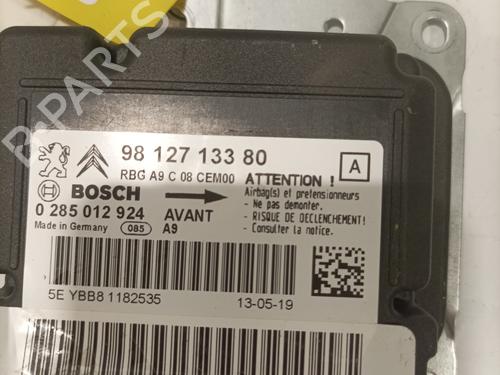 B-PARTS
98 127 133 80
RBG A9 C 08 CEM00
A
ATTENTION !
BOSCH
Airbag(s) et pretensionneurs
- Ne pas demonter.
0 285 012 924 AVANT
- RISQUE DE DECLENCHEMENT!
Made in Germany 085 A9
- Consulter la notice.
5E YBB8 1182535 13-05-19